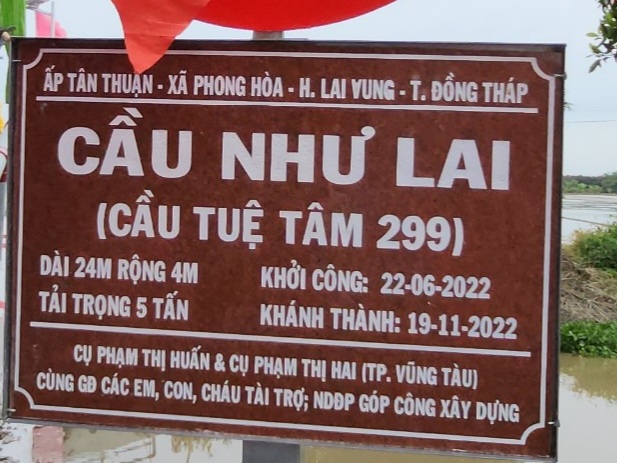 ẤP TÂN THUẬN - XÃ PHONG HÒA - H. LAI VUNG - T. ĐỒNG THÁP
CẦU NHƯ LAI
(CẦU TUỆ TÂM 299)
DÀI 24M RỘNG 4M KHỞI CÔNG: 22-06-2022
TẢI TRỌNG 5 TẤN KHÁNH THÀNH: 19-11-2022
CỤ PHẠM THỊ HUẤN & CỤ PHẠM THỊ HAI (TP. VŨNG TÀU)
CÙNG GĐ CÁC EM, CON, CHÁU TÀI TRỢ; NDĐP GÓP CÔNG XÂY DỰNG